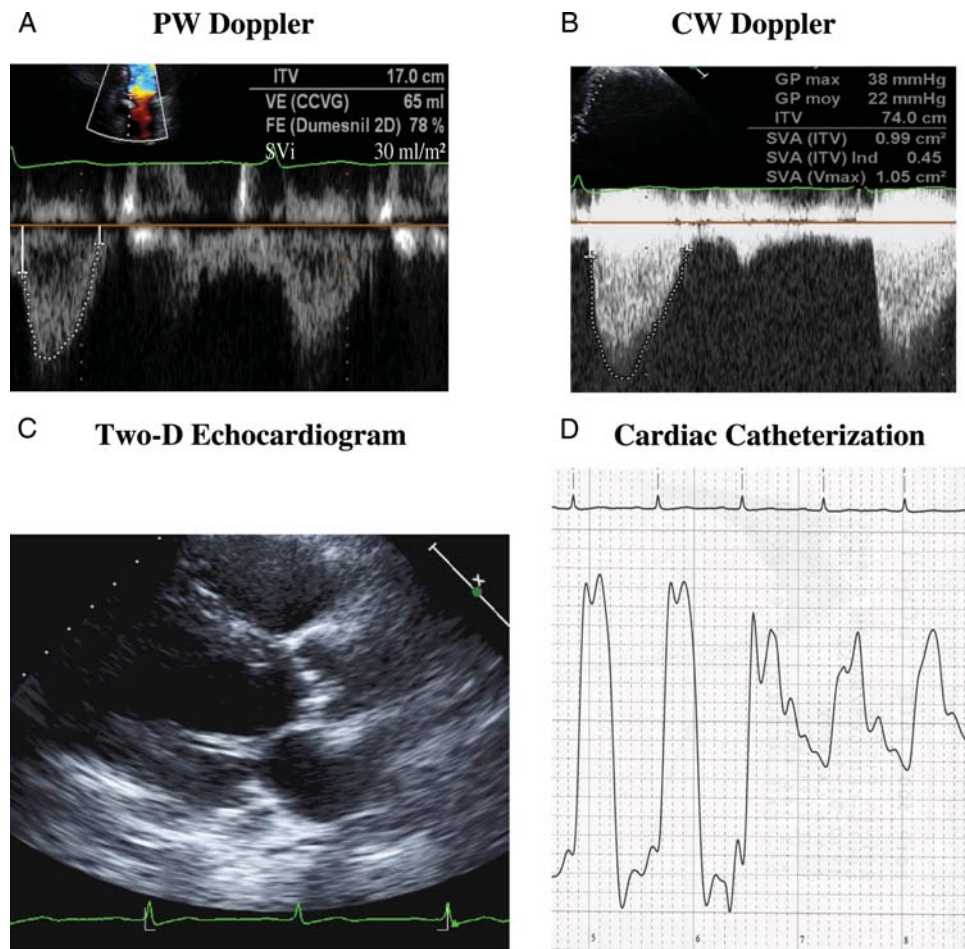 A PW Doppler
ITV 17.0 cm
VE (CCVG) 65 ml
FE (Dumesnil 2D) 78 %
SVi 30 ml/m²
B CW Doppler
GP max 38 mmHg
GP moy 22 mmHg
ITV 74.0 cm
SVA (ITV) 0.99 cm²
SVA (ITV) Ind 0.45
SVA (Vmax) 1.05 cm²
C Two-D Echocardiogram
x
D Cardiac Catheterization
5 6 7 8